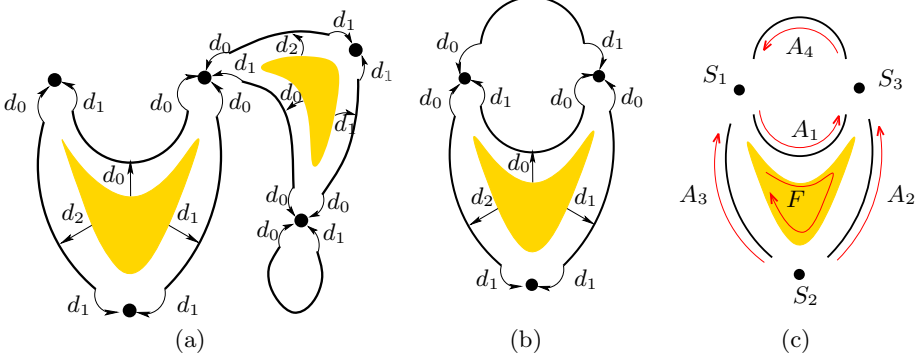 d₀ d₁ d₀ d₀ d₀ d₁ d₂ d₁ d₁ d₀ d₁ d₀ d₂ d₁ d₁ d₁ d₀ d₀ d₀ d₁
(a)
d₀ d₁ d₀ d₁ d₀ d₀ d₀ d₂ d₁ d₁ d₁
(b)
A₄
S₁ S₃
A₁
A₃ F A₂
S₂
(c)